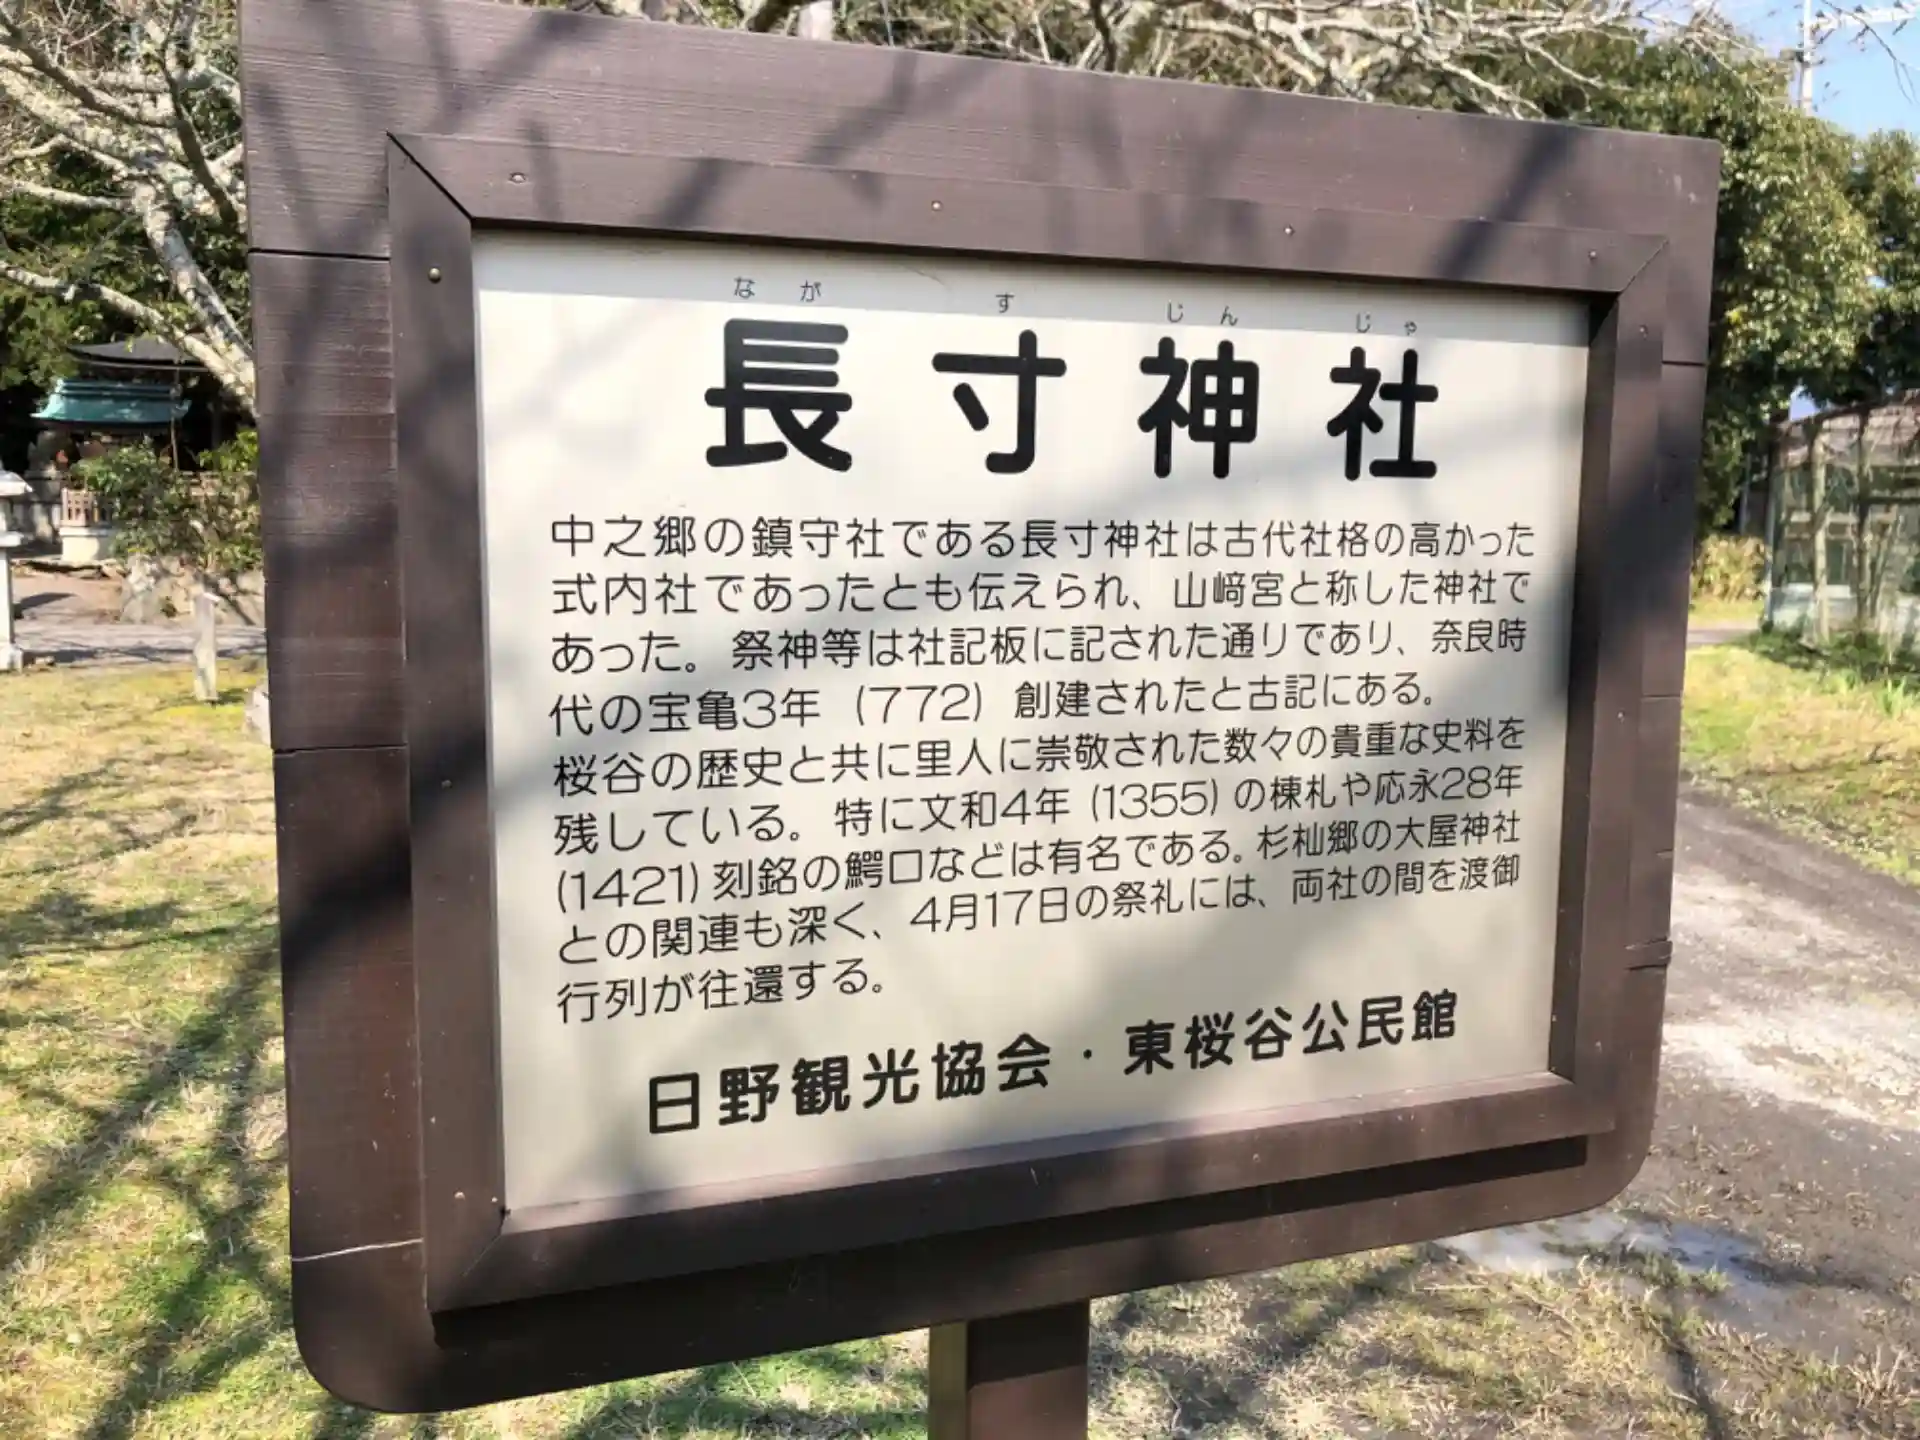 ながすじんじゃ
長寸神社
中之郷の鎮守社である長寸神社は古代社格の高かった
式内社であったとも伝えられ、山﨑宮と称した神社で
あった。祭神等は社記板に記された通りであり、奈良時
代の宝亀3年（772）創建されたと古記にある。
桜谷の歴史と共に里人に崇敬された数々の貴重な史料を
残している。特に文和4年(1355)の棟札や応永28年
(1421)刻銘の鰐口などは有名である。杉杣郷の大屋神社
との関連も深く、4月17日の祭礼には、両社の間を渡御
行列が往還する。
日野観光協会・東桜谷公民館